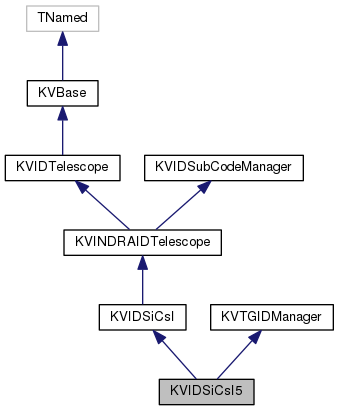 TNamed
KVBase
KVIDTelescope
KVIDSubCodeManager
KVINDRAIDTelescope
KVIDSiCsI
KVTGIDManager
KVIDSiCsI5